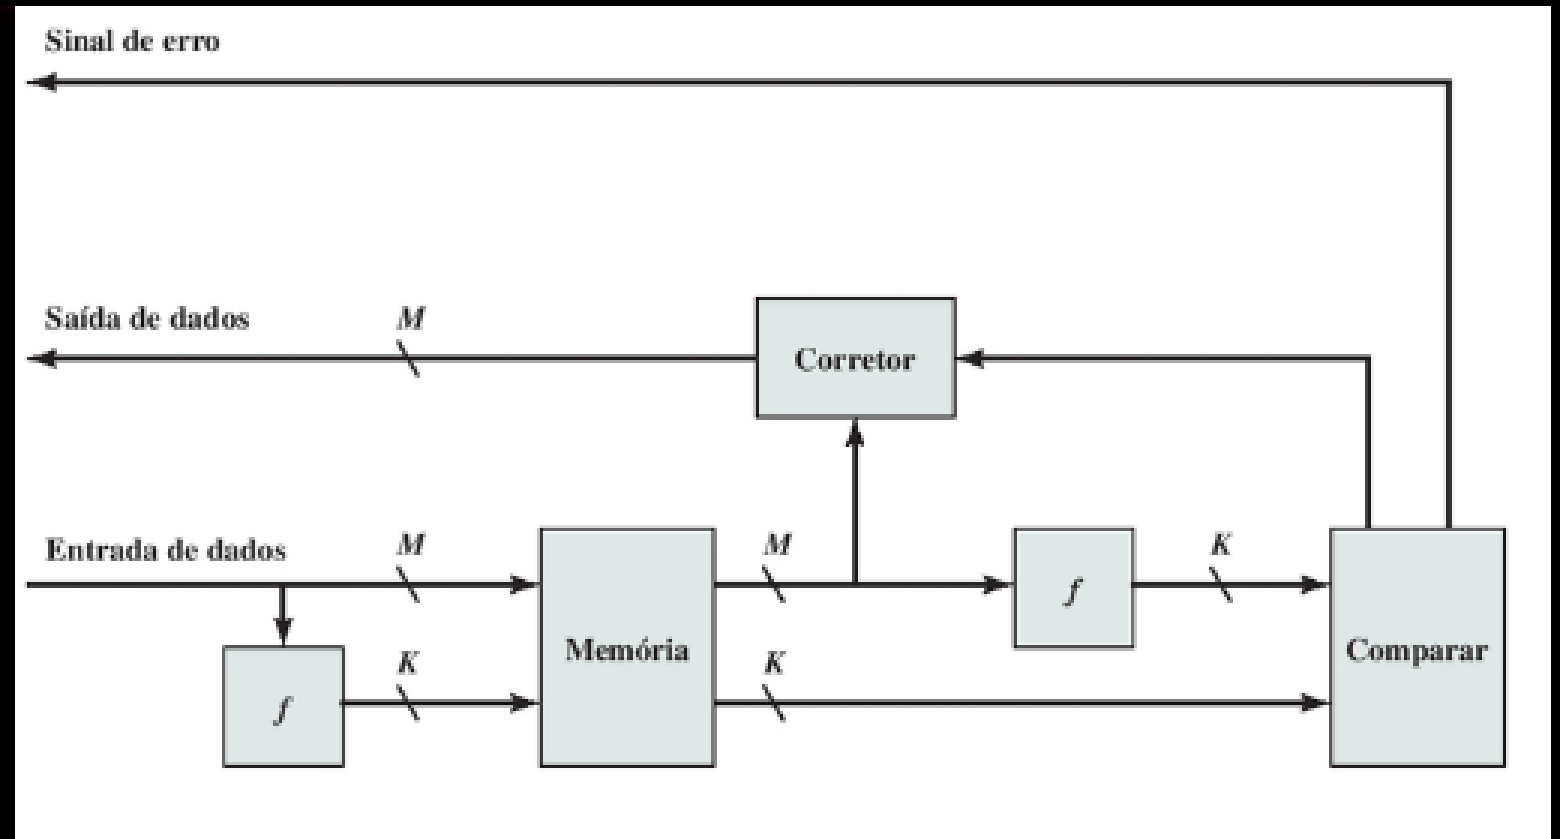 Sinal de erro
Saída de dados
M
Corretor
Entrada de dados
M
M
K
f
Memória
Comparar
K
K
f